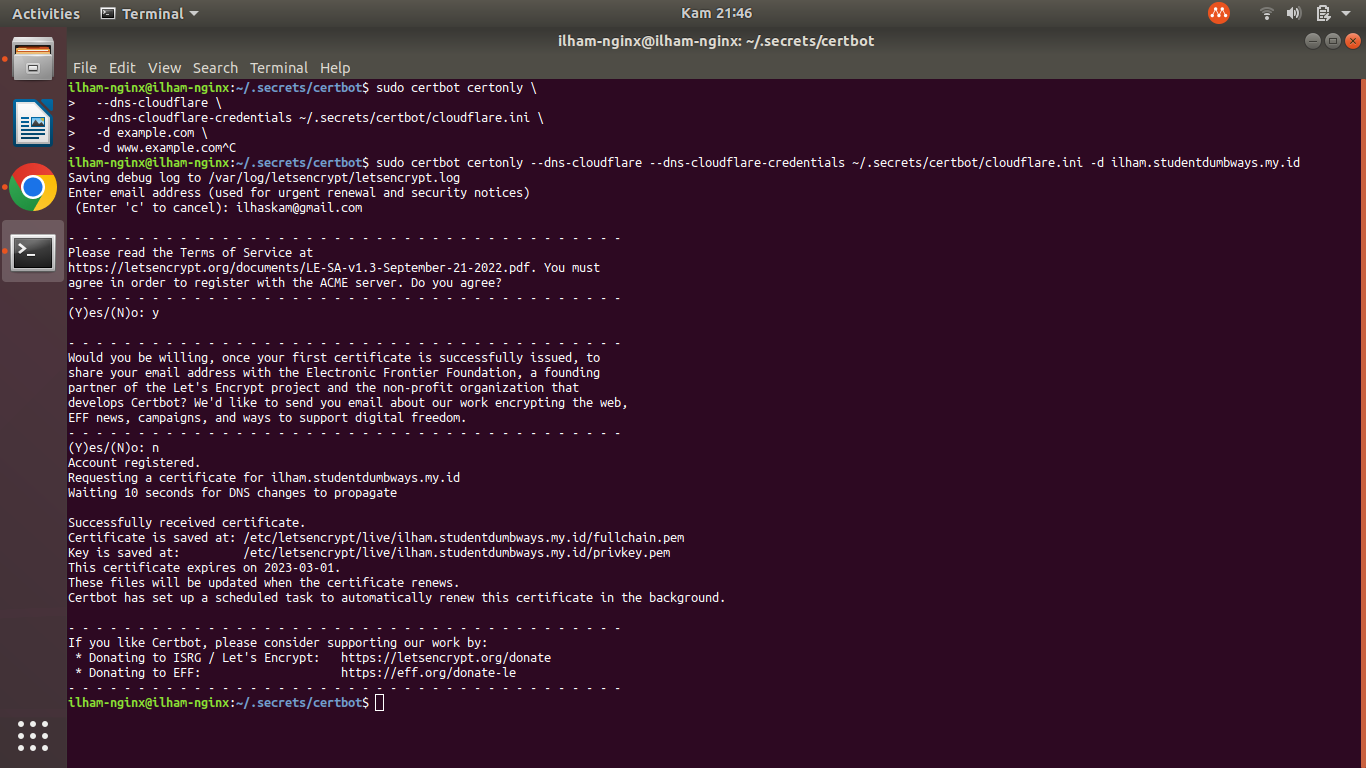 Activities Terminal Kam 21:46
ilham-nginx@ilham-nginx: ~/.secrets/certbot
File Edit View Search Terminal Help
ilham-nginx@ilham-nginx:~/.secrets/certbot$ sudo certbot certonly \
>   --dns-cloudflare \
>   --dns-cloudflare-credentials ~/.secrets/certbot/cloudflare.ini \
>   -d example.com \
>   -d www.example.com^C
ilham-nginx@ilham-nginx:~/.secrets/certbot$ sudo certbot certonly --dns-cloudflare --dns-cloudflare-credentials ~/.secrets/certbot/cloudflare.ini -d ilham.studentdumbways.my.id
Saving debug log to /var/log/letsencrypt/letsencrypt.log
Enter email address (used for urgent renewal and security notices)
 (Enter 'c' to cancel): ilhaskam@gmail.com
- - - - - - - - - - - - - - - - - - - - - - - - - - - - - - - - - - - - - - - -
Please read the Terms of Service at
https://letsencrypt.org/documents/LE-SA-v1.3-September-21-2022.pdf. You must
agree in order to register with the ACME server. Do you agree?
- - - - - - - - - - - - - - - - - - - - - - - - - - - - - - - - - - - - - - - -
(Y)es/(N)o: y
- - - - - - - - - - - - - - - - - - - - - - - - - - - - - - - - - - - - - - - -
Would you be willing, once your first certificate is successfully issued, to
share your email address with the Electronic Frontier Foundation, a founding
partner of the Let's Encrypt project and the non-profit organization that
develops Certbot? We'd like to send you email about our work encrypting the web,
EFF news, campaigns, and ways to support digital freedom.
- - - - - - - - - - - - - - - - - - - - - - - - - - - - - - - - - - - - - - - -
(Y)es/(N)o: n
Account registered.
Requesting a certificate for ilham.studentdumbways.my.id
Waiting 10 seconds for DNS changes to propagate
Successfully received certificate.
Certificate is saved at: /etc/letsencrypt/live/ilham.studentdumbways.my.id/fullchain.pem
Key is saved at:         /etc/letsencrypt/live/ilham.studentdumbways.my.id/privkey.pem
This certificate expires on 2023-03-01.
These files will be updated when the certificate renews.
Certbot has set up a scheduled task to automatically renew this certificate in the background.
- - - - - - - - - - - - - - - - - - - - - - - - - - - - - - - - - - - - - - - -
If you like Certbot, please consider supporting our work by:
 * Donating to ISRG / Let's Encrypt:   https://letsencrypt.org/donate
 * Donating to EFF:                    https://eff.org/donate-le
- - - - - - - - - - - - - - - - - - - - - - - - - - - - - - - - - - - - - - - -
ilham-nginx@ilham-nginx:~/.secrets/certbot$